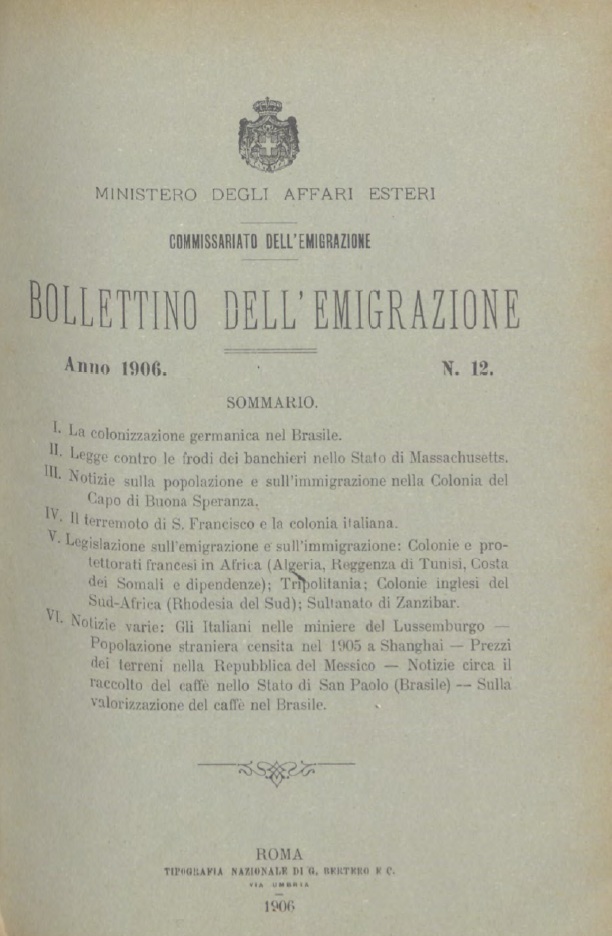 MINISTERO DEGLI AFFARI ESTERI
COMMISSARIATO DELL'EMIGRAZIONE
BOLLETTINO DELL'EMIGRAZIONE
Anno 1906. N. 12.
SOMMARIO.
I. La colonizzazione germanica nel Brasile.
II. Legge contro le frodi dei banchieri nello Stato di Massachusetts.
III. Notizie sulla popolazione e sull'immigrazione nella Colonia del
Capo di Buona Speranza.
IV. Il terremoto di S. Francisco e la colonia italiana.
V. Legislazione sull'emigrazione e sull'immigrazione: Colonie e pro-
tettorati francesi in Africa (Algeria, Reggenza di Tunisi, Costa
dei Somali e dipendenze); Tripolitania; Colonie inglesi del
Sud-Africa (Rhodesia del Sud); Sultanato di Zanzibar.
VI. Notizie varie: Gli Italiani nelle miniere del Lussemburgo —
Popolazione straniera censita nel 1905 a Shanghai — Prezzi
dei terreni nella Repubblica del Messico — Notizie circa il
raccolto del caffè nello Stato di San Paolo (Brasile) — Sulla
valorizzazione del caffè nel Brasile.
ROMA
TIPOGRAFIA NAZIONALE DI G. BERTERO E C.
VIA UMBRIA
1906